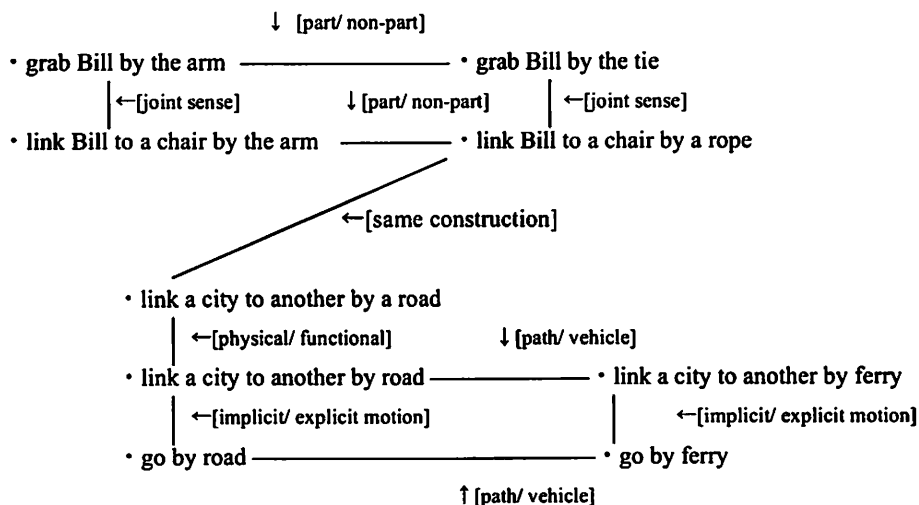 ↓ [part/ non-part]
• grab Bill by the arm • grab Bill by the tie
←[joint sense] ↓ [part/ non-part] ←[joint sense]
• link Bill to a chair by the arm • link Bill to a chair by a rope
←[same construction]
• link a city to another by a road
←[physical/ functional] ↓ [path/ vehicle]
• link a city to another by road • link a city to another by ferry
←[implicit/ explicit motion] ←[implicit/ explicit motion]
• go by road • go by ferry
↑ [path/ vehicle]